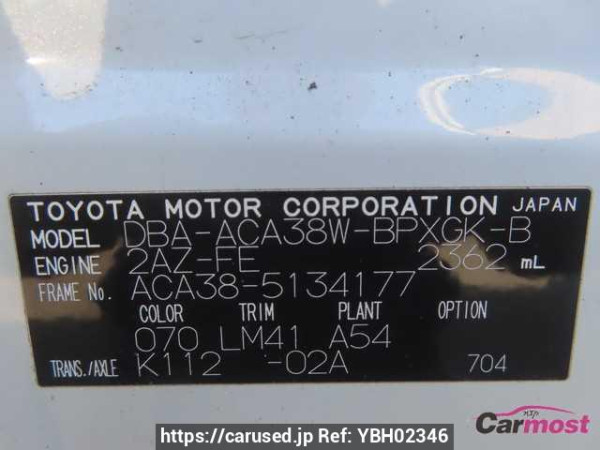 TOYOTA MOTOR CORPORATION JAPAN
MODEL DBA-ACA38W-BPXGK-B
ENGINE 2AZ-FE 2362 mL
FRAME No. ACA38-5134177
COLOR TRIM PLANT OPTION
070 LM41 A54
TRANS./AXLE K112 -02A 704
Carmost
https://carused.jp Ref: YBH02346